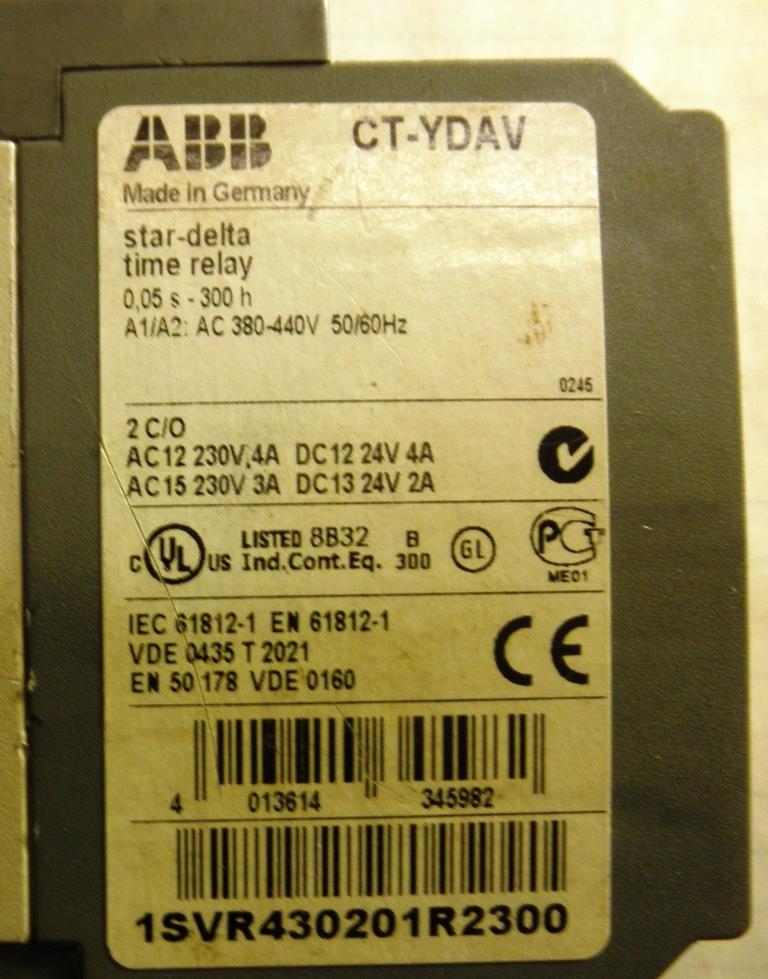 ABB CT-YDAV
Made in Germany
star-delta
time relay
0,05 s - 300 h
A1/A2: AC 380-440V 50/60Hz
0245
2 C/O
AC12 230V,4A DC12 24V 4A
AC15 230V 3A DC13 24V 2A
C UL US LISTED 8B32 B
Ind.Cont.Eq. 300
GL
PC
ME01
IEC 61812-1 EN 61812-1
VDE 0435 T 2021
EN 50 178 VDE 0160
CE
4 013614 345982
1SVR430201R2300